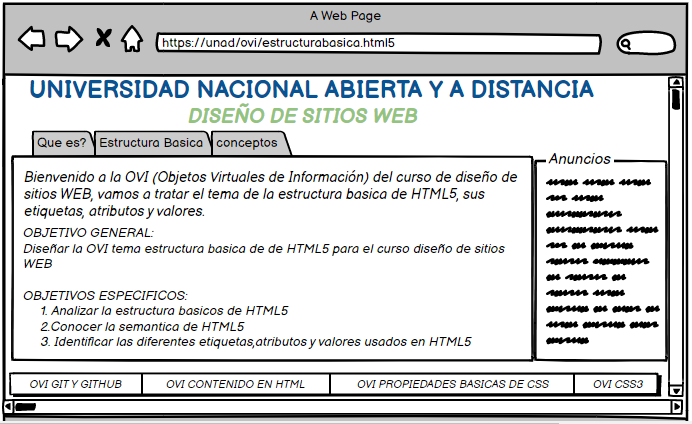 A Web Page
https://unad/ovi/estructurabasica.html5
UNIVERSIDAD NACIONAL ABIERTA Y A DISTANCIA
DISEÑO DE SITIOS WEB
Que es? Estructura Basica conceptos
Bienvenido a la OVI (Objetos Virtuales de Información) del curso de diseño de
sitios WEB, vamos a tratar el tema de la estructura basica de HTML5, sus
etiquetas, atributos y valores.
OBJETIVO GENERAL:
Diseñar la OVI tema estructura basica de de HTML5 para el curso diseño de sitios
WEB
OBJETIVOS ESPECIFICOS:
1. Analizar la estructura basicos de HTML5
2.Conocer la semantica de HTML5
3. Identificar las diferentes etiquetas,atributos y valores usados en HTML5
Anuncios
OVI GIT Y GITHUB OVI CONTENIDO EN HTML OVI PROPIEDADES BASICAS DE CSS OVI CSS3